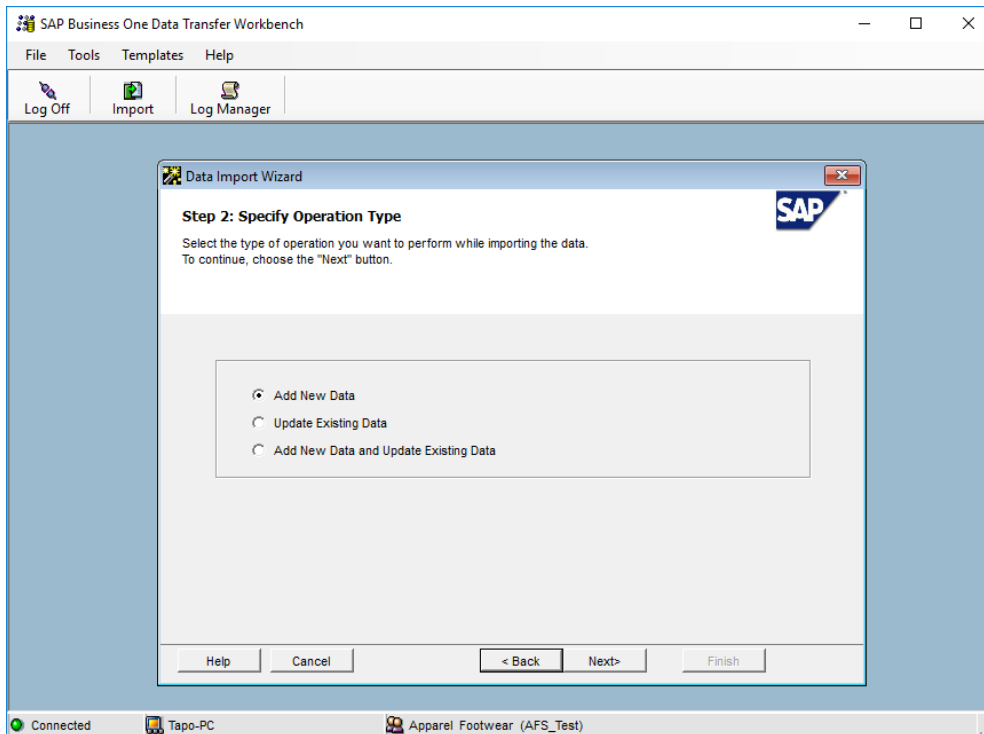 SAP Business One Data Transfer Workbench
File Tools Templates Help
Log Off Import Log Manager
Data Import Wizard
Step 2: Specify Operation Type
SAP
Select the type of operation you want to perform while importing the data.
To continue, choose the "Next" button.
Add New Data
Update Existing Data
Add New Data and Update Existing Data
Help Cancel < Back Next> Finish
Connected Tapo-PC Apparel Footwear (AFS_Test)